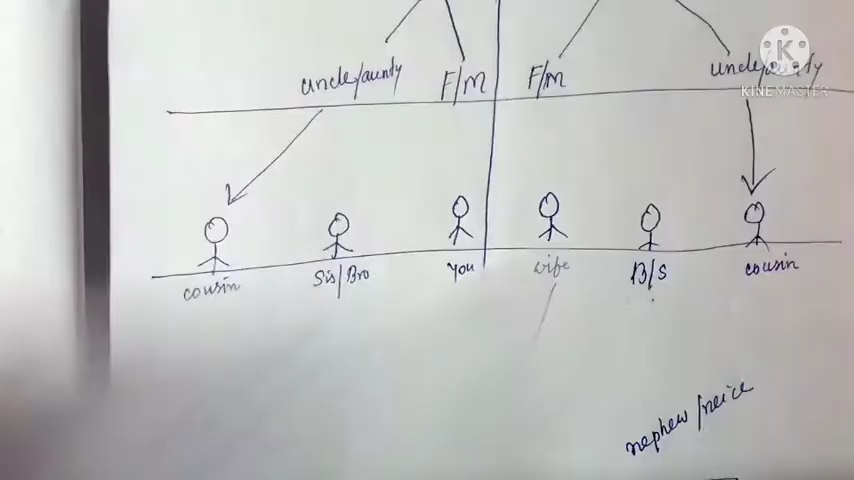 uncle/aunty F/M F/M uncle/aunty
KINEMASTER
cousin Sis/Bro You wife B/S cousin
nephew/neice